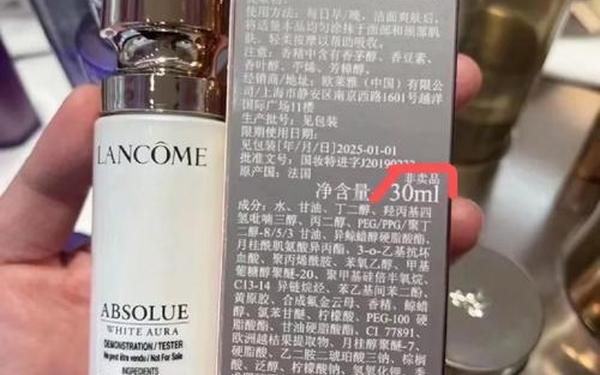 LANCÔME
ABSOLUE
WHITE AURA
DEMONSTRATION/TESTER
Ne peut être vendu/Not For Sale
INGREDIENTS
使用方法：每日早/晚，洁面爽肤后，
将适量本品均匀涂抹于面部和颈部肌
肤，轻柔按摩以帮助吸收。
注意：香精中含有香茅醇、香豆素、
香叶醇、苧烯、芳樟醇。
经销商/地址：欧莱雅（中国）有限公司
/上海市静安区南京西路1601号越洋
国际广场11楼
生产批号：见包装
限期使用日期：
见包装[年/月/日]2025-01-01
批准文号：国妆特进字J20190
原产国：法国
非卖品
净含量 30ml
成分：水、甘油、丁二醇、羟丙基四
氢吡喃三醇、丙二醇、PEG/PPG/聚丁
二醇-8/5/3 甘油、异鲸蜡醇硬脂酸酯、
月桂酰肌氨酸异丙酯、3-o-乙基抗坏
血酸、聚丙烯酰胺、苯氧乙醇、甲基
葡糖醇聚醚-20、聚甲基硅倍半氧烷、
C13-14 异链烷烃、苯乙基间苯二酚、
黄原胶、合成氟金云母、香精、鲸蜡
醇、氯苯甘醚、柠檬酸、PEG-100 硬
脂酸酯、甘油硬脂酸酯、CI 77891、
欧洲越桔果提取物、月桂醇聚醚-7、
硬脂酸、乙二胺二琥珀酸三钠、棕榈
酸、泛醇、柠檬酸钠、氢氧化钾、